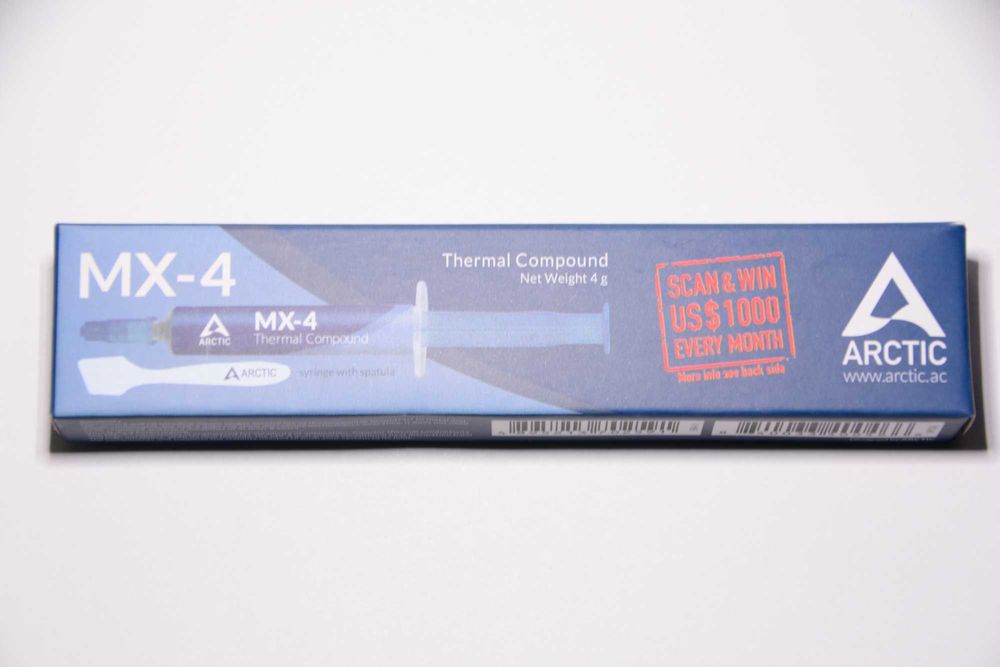 MX-4
Thermal Compound
Net Weight 4 g
ARCTIC
MX-4
Thermal Compound
ARCTIC
syringe with spatula
SCAN & WIN
US$1000
EVERY MONTH
More info see back side
ARCTIC
www.arctic.ac